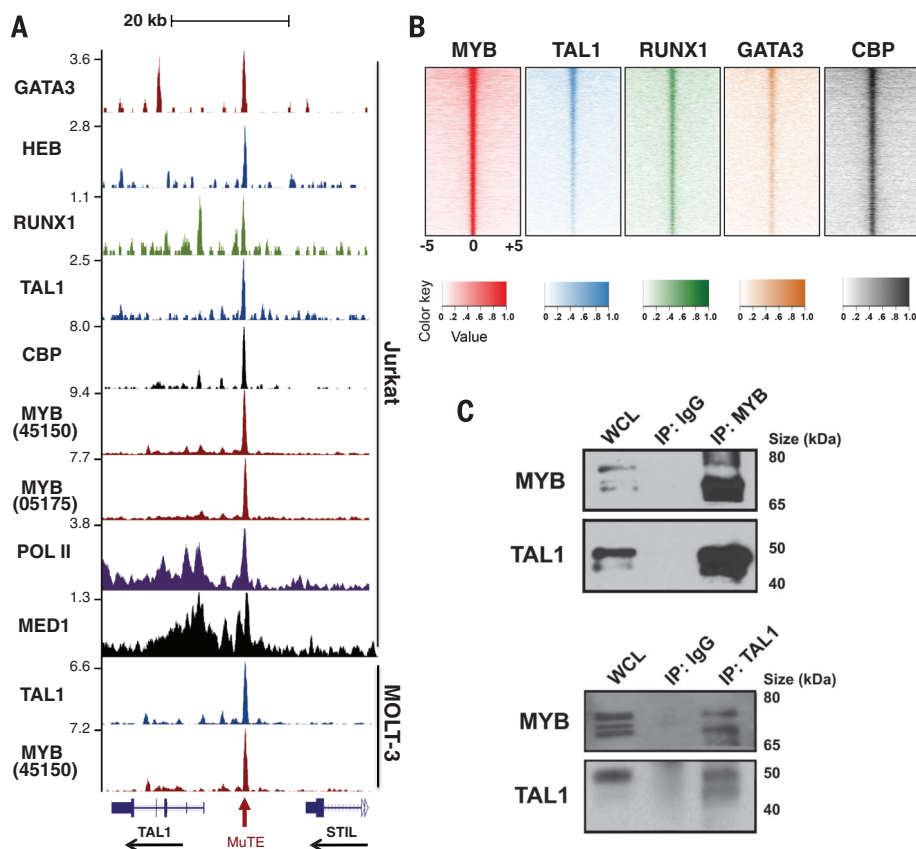 A
20 kb
3.6
GATA3
2.8
HEB
1.1
RUNX1
2.5
TAL1
8.0
CBP
9.4
MYB
(45150)
7.7
MYB
(05175)
3.8
POL II
1.3
MED1
Jurkat
6.6
TAL1
7.2
MYB
(45150)
MOLT-3
TAL1
MuTE
STIL
B
MYB TAL1 RUNX1 GATA3 CBP
-5 0 +5
Color key
0 .2 .4 .6 .8 1.0 0 .2 .4 .6 .8 1.0 0 .2 .4 .6 .8 1.0 0 .2 .4 .6 .8 1.0 0 .2 .4 .6 .8 1.0
Value
C
WCL IP: IgG IP: MYB Size (kDa)
80
MYB
65
TAL1 50
40
WCL IP: IgG IP: TAL1 Size (kDa)
80
MYB
65
TAL1 50
40